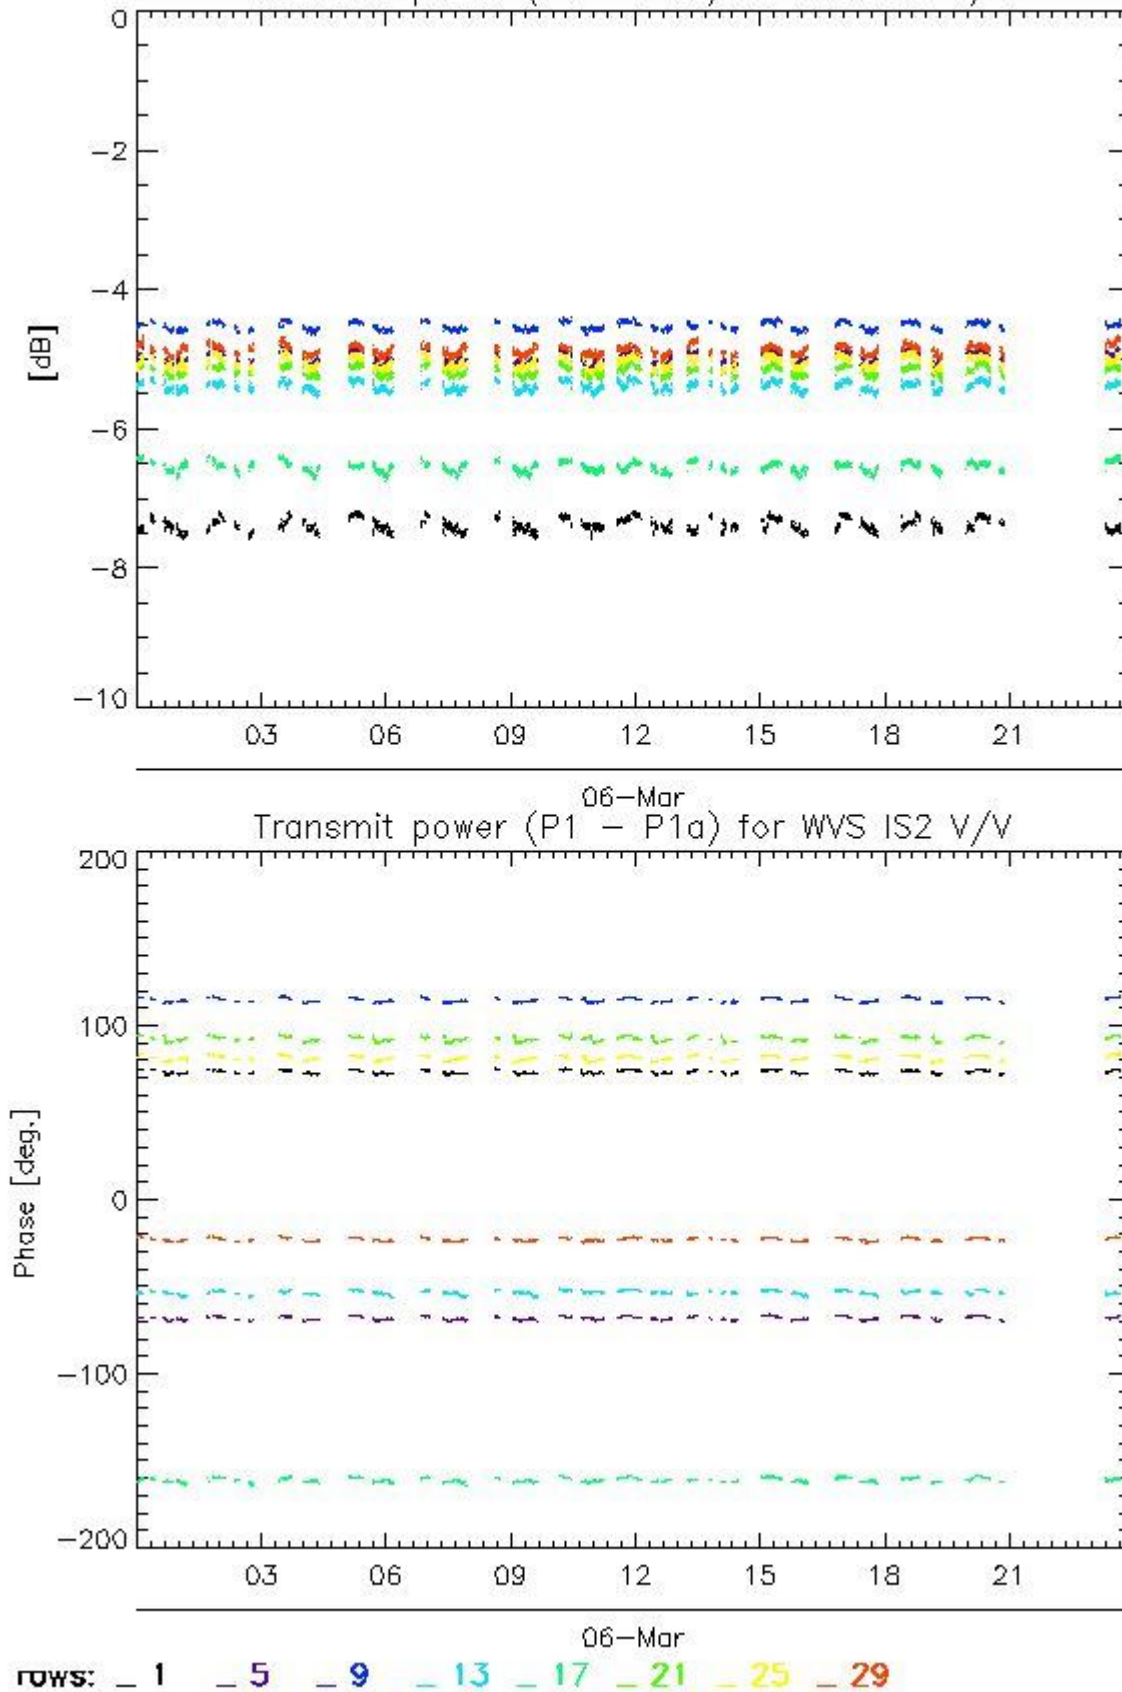 0
-2
-4
[dB]
-6
-8
-10
03 06 09 12 15 18 21
06-Mar
Transmit power (P1 - P1a) for WVS IS2 V/V
200
100
Phase [deg.]
0
-100
-200
03 06 09 12 15 18 21
06-Mar
rows: _ 1 _ 5 _ 9 _ 13 _ 17 _ 21 _ 25 _ 29